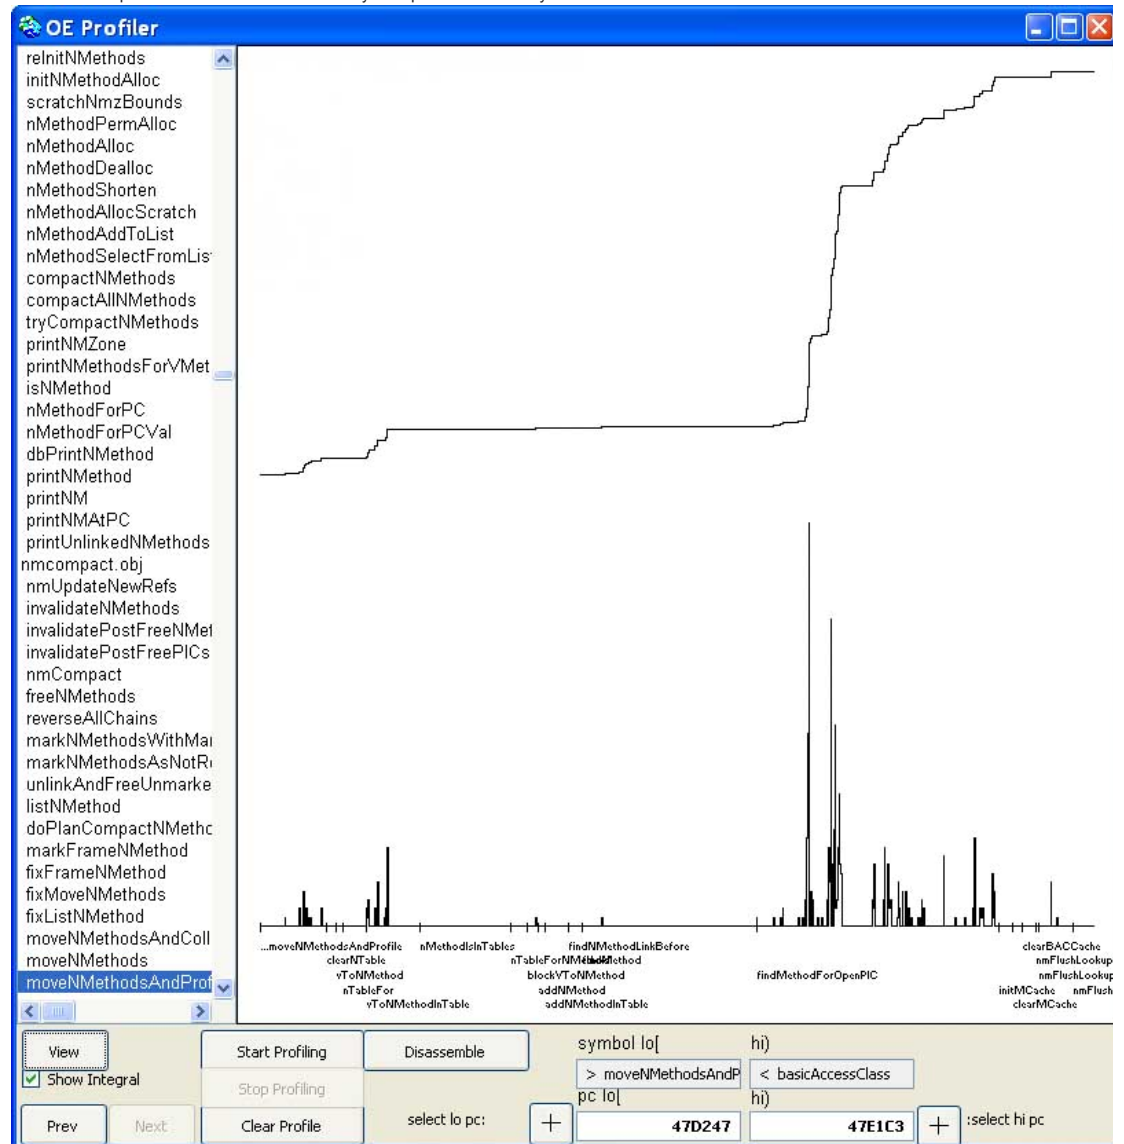 OE Profiler
reInitNMethods
initNMethodAlloc
scratchNmzBounds
nMethodPermAlloc
nMethodAlloc
nMethodDealloc
nMethodShorten
nMethodAllocScratch
nMethodAddToList
nMethodSelectFromLis
compactNMethods
compactAllNMethods
tryCompactNMethods
printNMZone
printNMethodsForVMet
isNMethod
nMethodForPC
nMethodForPCVal
dbPrintNMethod
printNMethod
printNM
printNMAtPC
printUnlinkedNMethods
nmcompact.obj
nmUpdateNewRefs
invalidateNMethods
invalidatePostFreeNMet
invalidatePostFreePICs
nmCompact
freeNMethods
reverseAllChains
markNMethodsWithMar
markNMethodsAsNotR
unlinkAndFreeUnmarke
listNMethod
doPlanCompactNMethc
markFrameNMethod
fixFrameNMethod
fixMoveNMethods
fixListNMethod
moveNMethodsAndColl
moveNMethods
moveNMethodsAndProf
...moveNMethodsAndProfile nMethodIsInTables findNMethodLinkBefore clearBACCache
clearNTable nTableForNMethod nmFlushLookup
vToNMethod blockVToNMethod findMethodForOpenPIC nmFlushLookup
nTableFor addNMethod initMCache nmFlush
vToNMethodInTable addNMethodInTable clearMCache
View Start Profiling Disassemble symbol lo[ hi)
Show Integral Stop Profiling > moveNMethodsAndP < basicAccessClass
pc lo[ hi)
Prev Next Clear Profile select lo pc: + 47D247 47E1C3 + :select hi pc